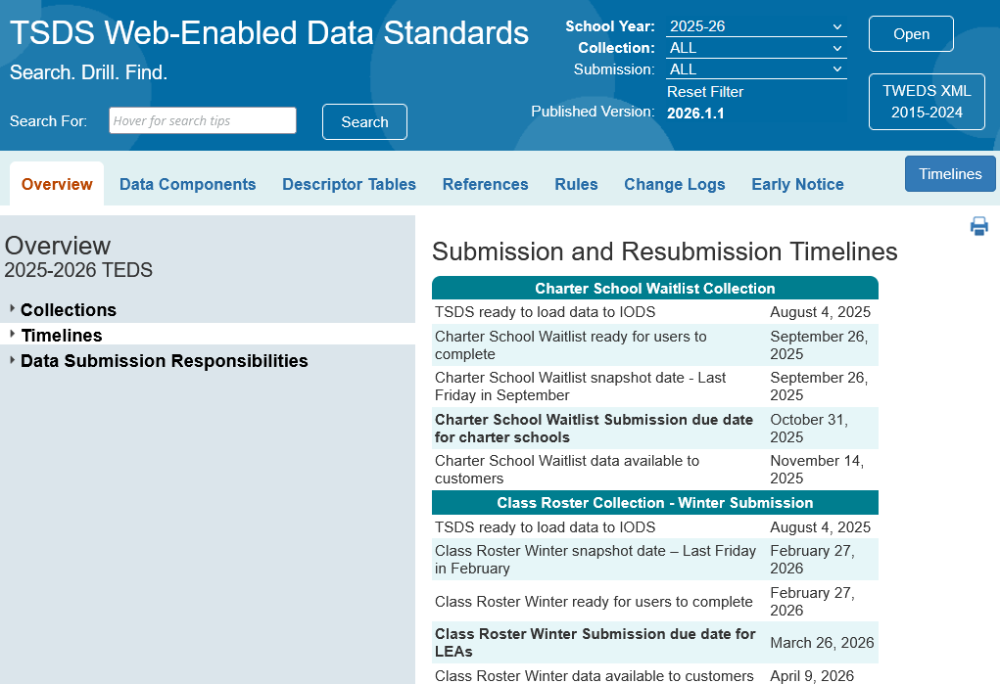 TSDS Web-Enabled Data Standards
Search. Drill. Find.
Search For:
Hover for search tips
Search
School Year:
2025-26
Collection:
ALL
Submission:
ALL
Reset Filter
Published Version:
2026.1.1
Open
TWEDS XML
2015-2024
Overview
Data Components
Descriptor Tables
References
Rules
Change Logs
Early Notice
Timelines
Overview
2025-2026 TEDS
Collections
Timelines
Data Submission Responsibilities
Submission and Resubmission Timelines
Charter School Waitlist Collection
TSDS ready to load data to IODS
August 4, 2025
Charter School Waitlist ready for users to
complete
September 26,
2025
Charter School Waitlist snapshot date - Last
Friday in September
September 26,
2025
Charter School Waitlist Submission due date
for charter schools
October 31,
2025
Charter School Waitlist data available to
customers
November 14,
2025
Class Roster Collection - Winter Submission
TSDS ready to load data to IODS
August 4, 2025
Class Roster Winter snapshot date – Last Friday
in February
February 27,
2026
Class Roster Winter ready for users to complete
February 27,
2026
Class Roster Winter Submission due date for
LEAs
March 26, 2026
Class Roster Winter data available to customers
April 9, 2026